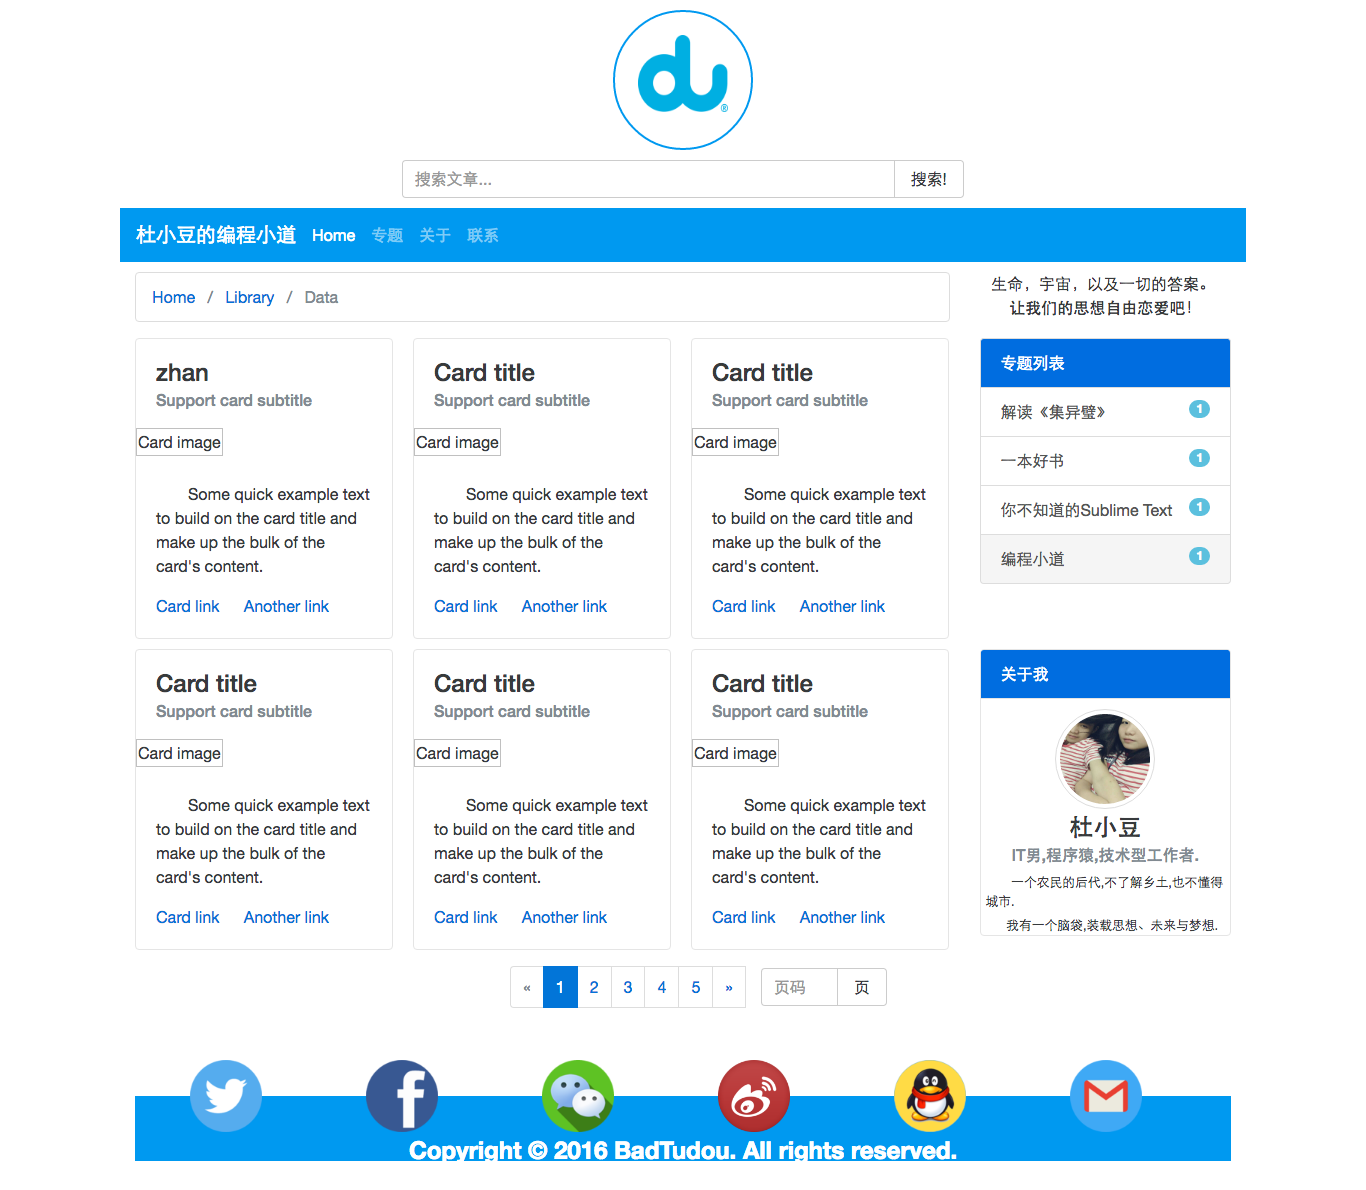 du®
搜索文章... 搜索!
杜小豆的编程小道 Home 专题 关于 联系
Home / Library / Data
生命，宇宙，以及一切的答案。
让我们的思想自由恋爱吧！
zhan
Support card subtitle
Card image
Some quick example text
to build on the card title and
make up the bulk of the
card's content.
Card link Another link
Card title
Support card subtitle
Card image
Some quick example text
to build on the card title and
make up the bulk of the
card's content.
Card link Another link
Card title
Support card subtitle
Card image
Some quick example text
to build on the card title and
make up the bulk of the
card's content.
Card link Another link
专题列表
解读《集异璧》 1
一本好书 1
你不知道的Sublime Text 1
编程小道 1
Card title
Support card subtitle
Card image
Some quick example text
to build on the card title and
make up the bulk of the
card's content.
Card link Another link
Card title
Support card subtitle
Card image
Some quick example text
to build on the card title and
make up the bulk of the
card's content.
Card link Another link
Card title
Support card subtitle
Card image
Some quick example text
to build on the card title and
make up the bulk of the
card's content.
Card link Another link
关于我
杜小豆
IT男,程序猿,技术型工作者.
一个农民的后代,不了解乡土,也不懂得
城市.
我有一个脑袋,装载思想、未来与梦想.
« 1 2 3 4 5 » 页码 页
Copyright © 2016 BadTudou. All rights reserved.